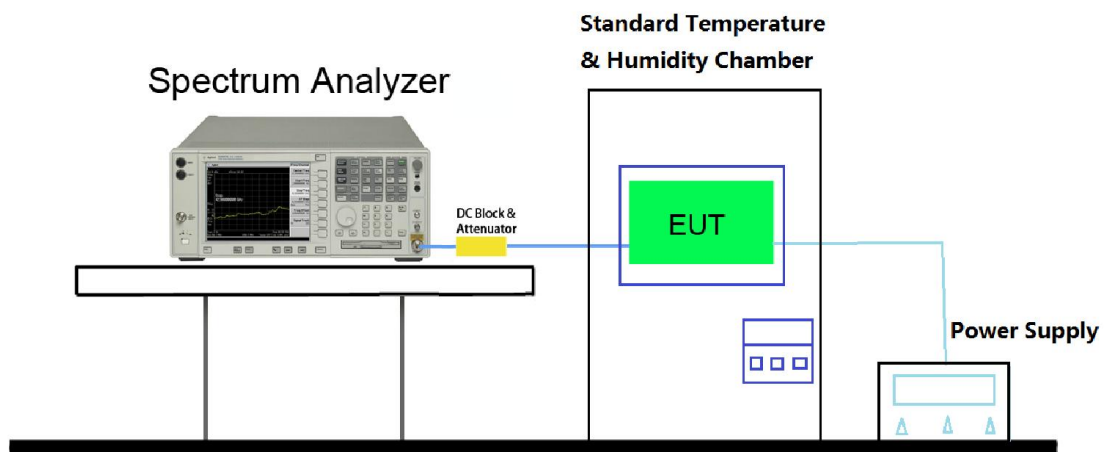 Standard Temperature
& Humidity Chamber
Spectrum Analyzer
DC Block &
Attenuator
EUT
Power Supply